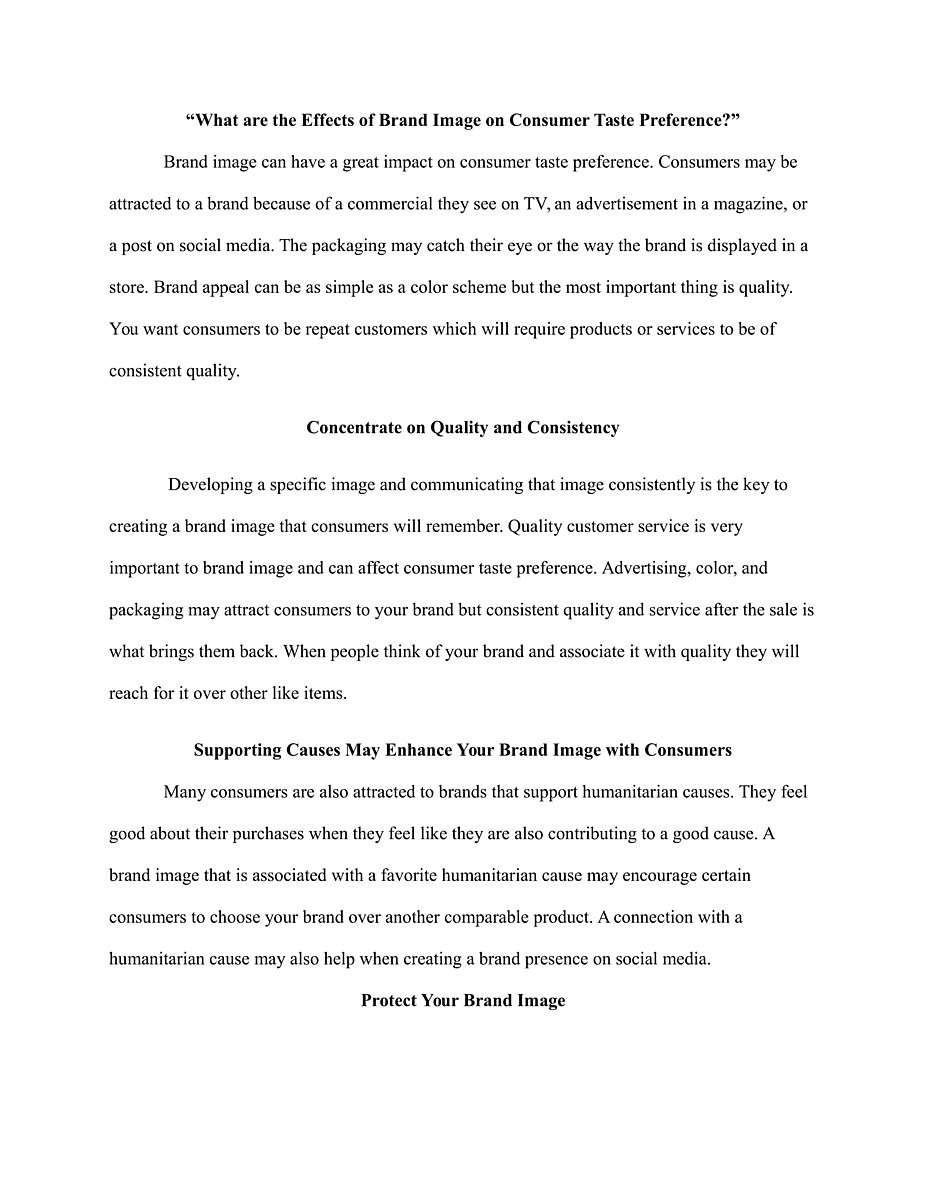 “What are the Effects of Brand Image on Consumer Taste Preference?”
Brand image can have a great impact on consumer taste preference. Consumers may be
attracted to a brand because of a commercial they see on TV, an advertisement in a magazine, or
a post on social media. The packaging may catch their eye or the way the brand is displayed in a
store. Brand appeal can be as simple as a color scheme but the most important thing is quality.
You want consumers to be repeat customers which will require products or services to be of
consistent quality.
Concentrate on Quality and Consistency
Developing a specific image and communicating that image consistently is the key to
creating a brand image that consumers will remember. Quality customer service is very
important to brand image and can affect consumer taste preference. Advertising, color, and
packaging may attract consumers to your brand but consistent quality and service after the sale is
what brings them back. When people think of your brand and associate it with quality they will
reach for it over other like items.
Supporting Causes May Enhance Your Brand Image with Consumers
Many consumers are also attracted to brands that support humanitarian causes. They feel
good about their purchases when they feel like they are also contributing to a good cause. A
brand image that is associated with a favorite humanitarian cause may encourage certain
consumers to choose your brand over another comparable product. A connection with a
humanitarian cause may also help when creating a brand presence on social media.
Protect Your Brand Image